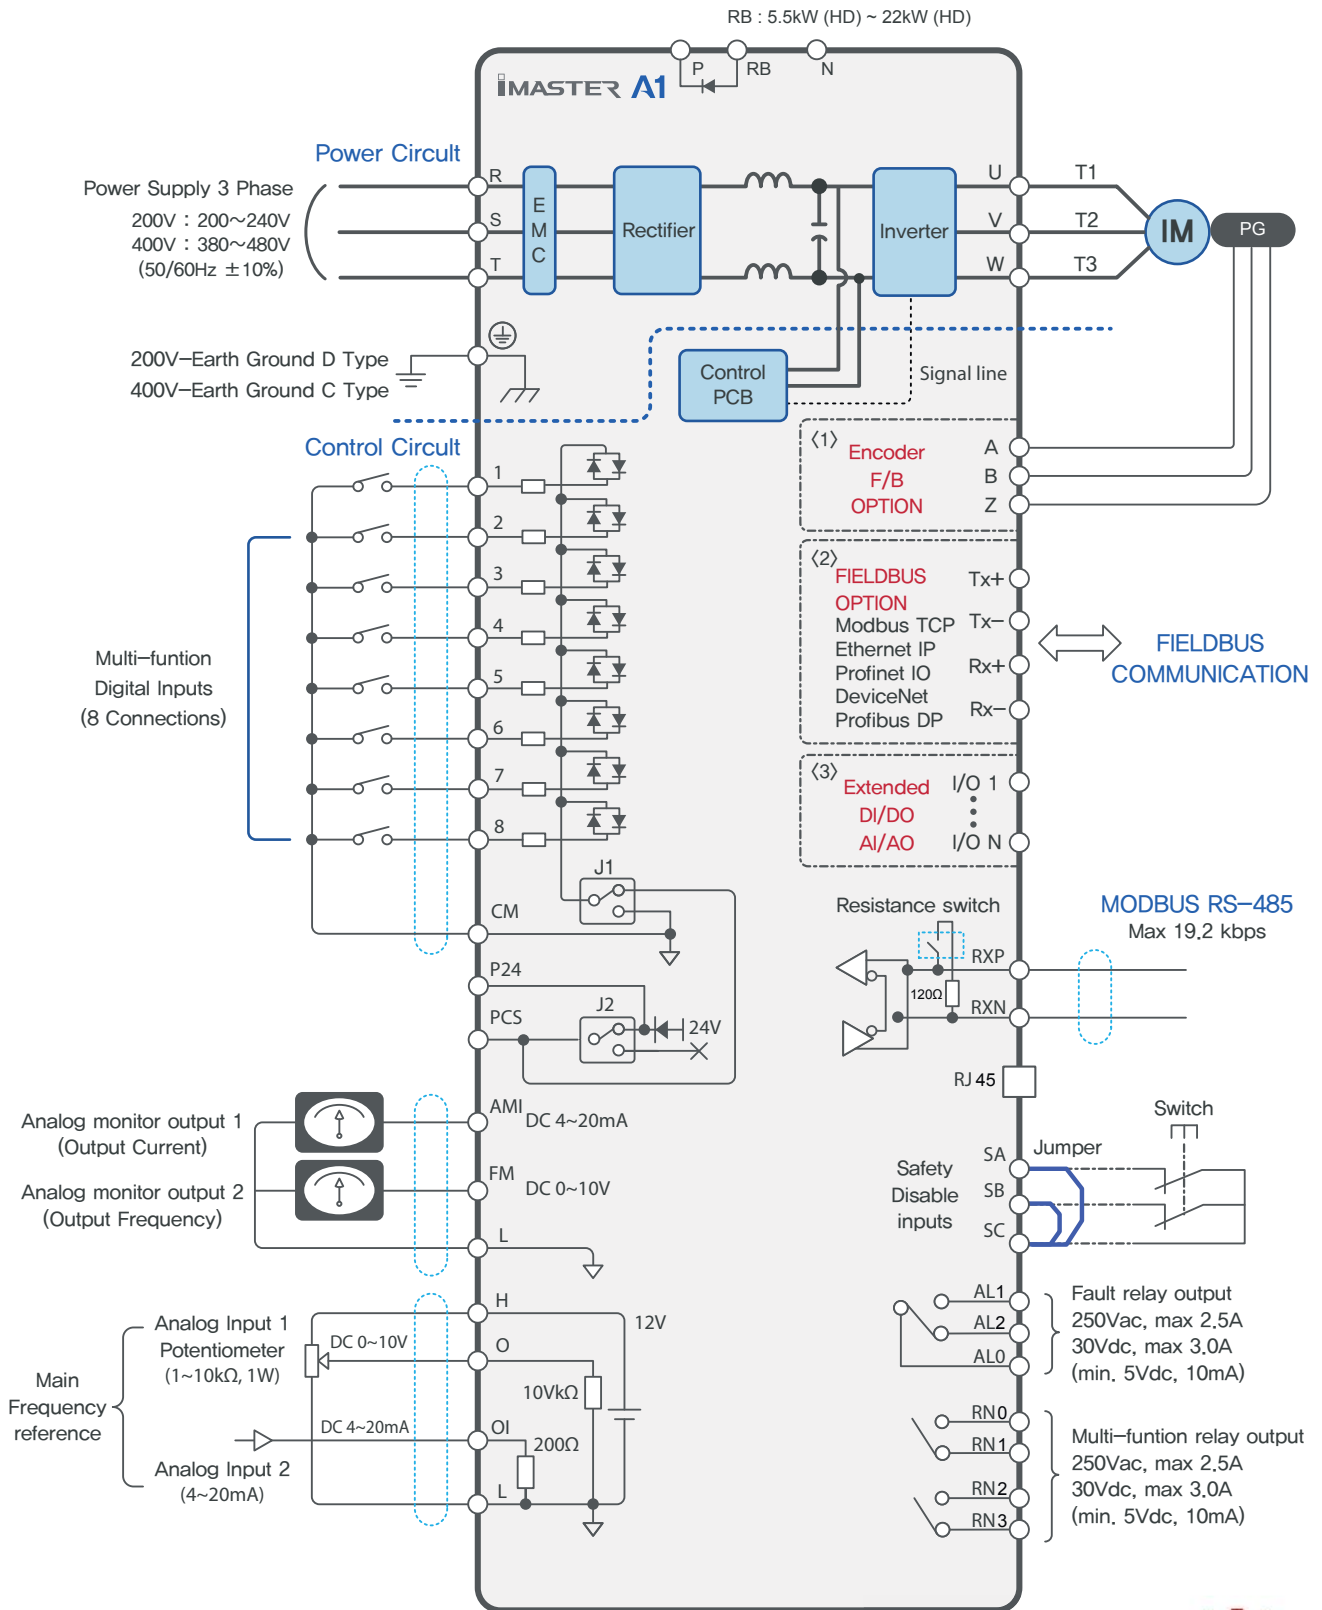 RB : 5.5kW (HD) ~ 22kW (HD)
P
RB
N
iMASTER A1
Power Circult
Power Supply 3 Phase
200V : 200~240V
400V : 380~480V
(50/60Hz ±10%)
R
S
T
E
M
C
Rectifier
Inverter
U
V
W
T1
T2
T3
IM
PG
200V-Earth Ground D Type
400V-Earth Ground C Type
Control
PCB
Signal line
Control Circult
1
2
3
4
5
6
7
8
Multi-funtion
Digital Inputs
(8 Connections)
〈1〉
Encoder
F/B
OPTION
A
B
Z
〈2〉
FIELDBUS
OPTION
Modbus TCP
Ethernet IP
Profinet IO
DeviceNet
Profibus DP
Tx+
Tx-
Rx+
Rx-
FIELDBUS
COMMUNICATION
〈3〉
Extended
DI/DO
AI/AO
I/O 1
I/O N
J1
CM
P24
PCS
J2
24V
Resistance switch
120Ω
RXP
RXN
MODBUS RS-485
Max 19.2 kbps
RJ 45
Analog monitor output 1
(Output Current)
Analog monitor output 2
(Output Frequency)
AMI
DC 4~20mA
FM
DC 0~10V
L
Safety
Disable
inputs
SA
SB
SC
Jumper
Switch
Main
Frequency
reference
Analog Input 1
Potentiometer
(1~10kΩ, 1W)
DC 0~10V
DC 4~20mA
Analog Input 2
(4~20mA)
H
O
OI
L
12V
10VkΩ
200Ω
AL1
AL2
AL0
Fault relay output
250Vac, max 2.5A
30Vdc, max 3.0A
(min. 5Vdc, 10mA)
RN0
RN1
RN2
RN3
Multi-funtion relay output
250Vac, max 2.5A
30Vdc, max 3.0A
(min. 5Vdc, 10mA)